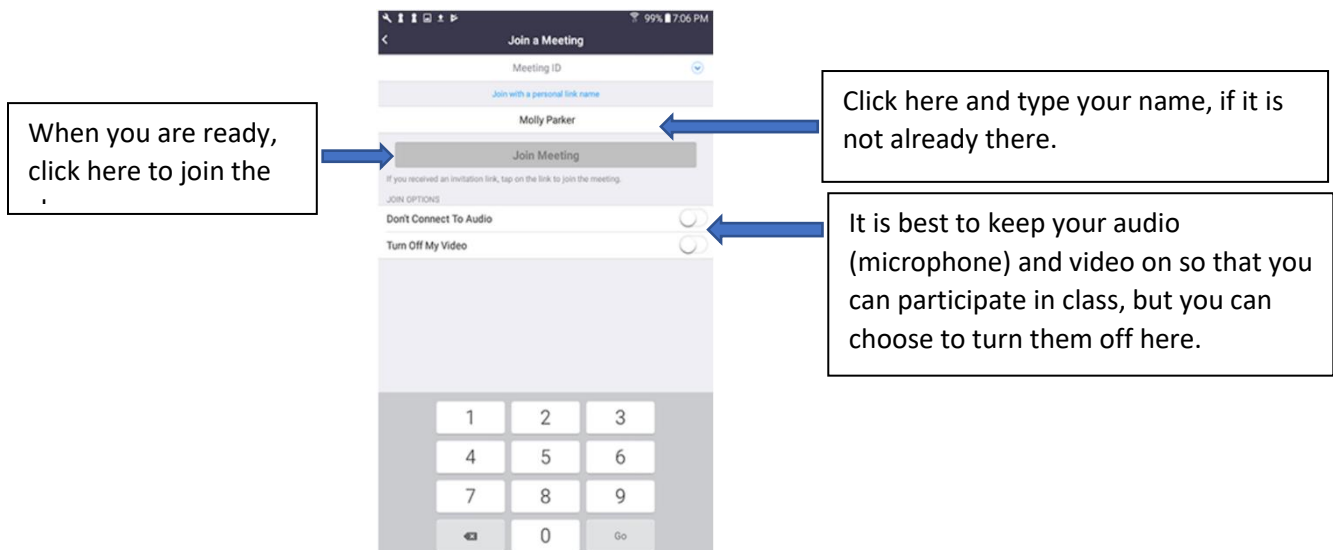 99% 7:06 PM
Join a Meeting
Meeting ID
Join with a personal link name
Molly Parker
Join Meeting
If you received an invitation link, tap on the link to join the meeting.
JOIN OPTIONS
Don't Connect To Audio
Turn Off My Video
1 2 3
4 5 6
7 8 9
0 Go
When you are ready,
click here to join the
Click here and type your name, if it is
not already there.
It is best to keep your audio
(microphone) and video on so that you
can participate in class, but you can
choose to turn them off here.